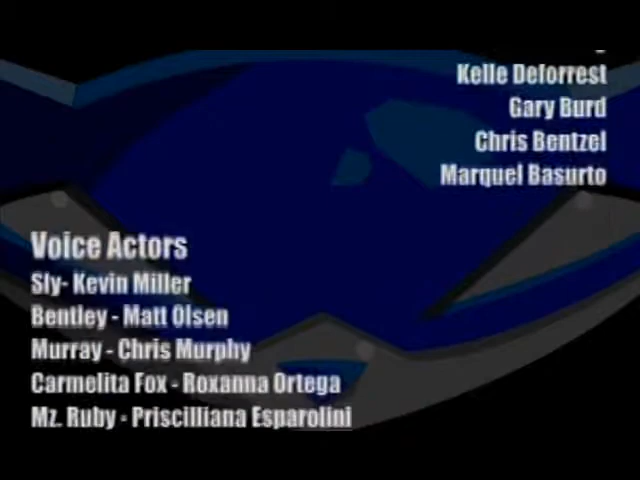 Kelle Deforrest
Gary Burd
Chris Bentzel
Marquel Basurto
Voice Actors
Sly- Kevin Miller
Bentley - Matt Olsen
Murray - Chris Murphy
Carmelita Fox - Roxanna Ortega
Mz. Ruby - Priscilliana Esparolini